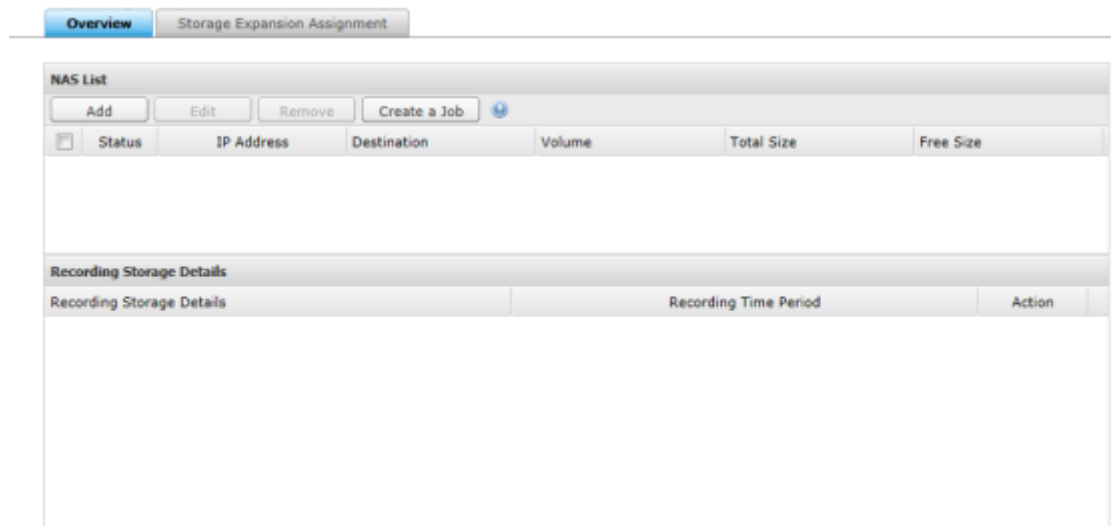 Overview Storage Expansion Assignment
NAS List
Add Edit Remove Create a Job
Status IP Address Destination Volume Total Size Free Size
Recording Storage Details
Recording Storage Details Recording Time Period Action